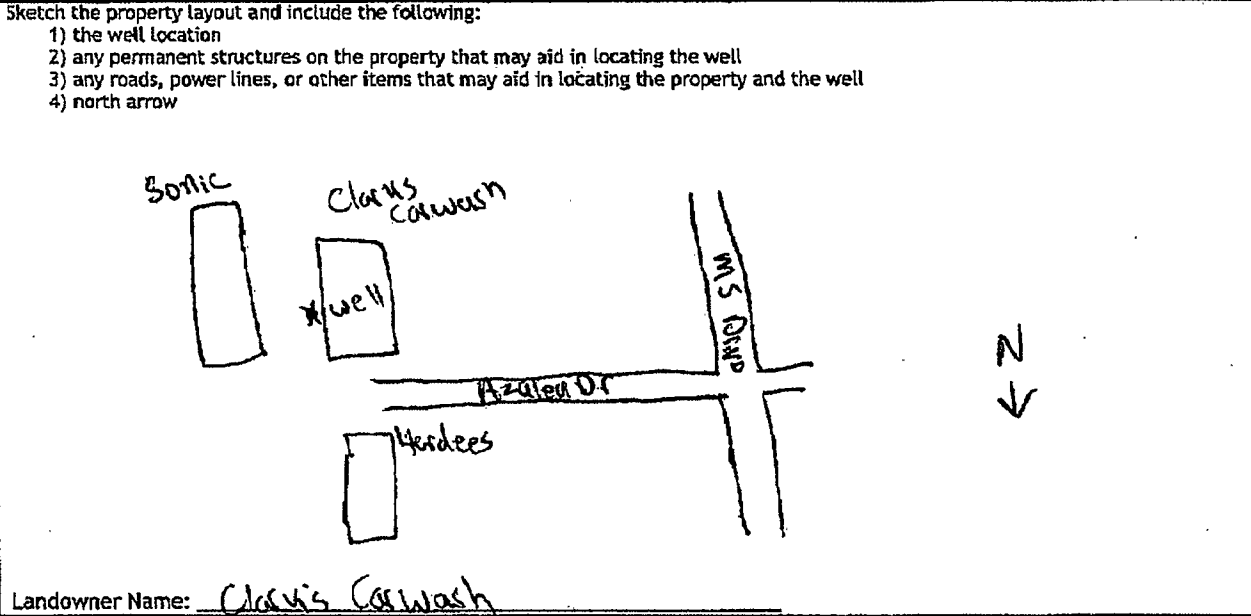 Sketch the property layout and include the following:
1) the well location
2) any permanent structures on the property that may aid in locating the well
3) any roads, power lines, or other items that may aid in locating the property and the well
4) north arrow
Sonic
Clarks
Carwash
x well
MS Blvd
N
Azalea Dr
Herdees
Landowner Name: Clark's Carwash